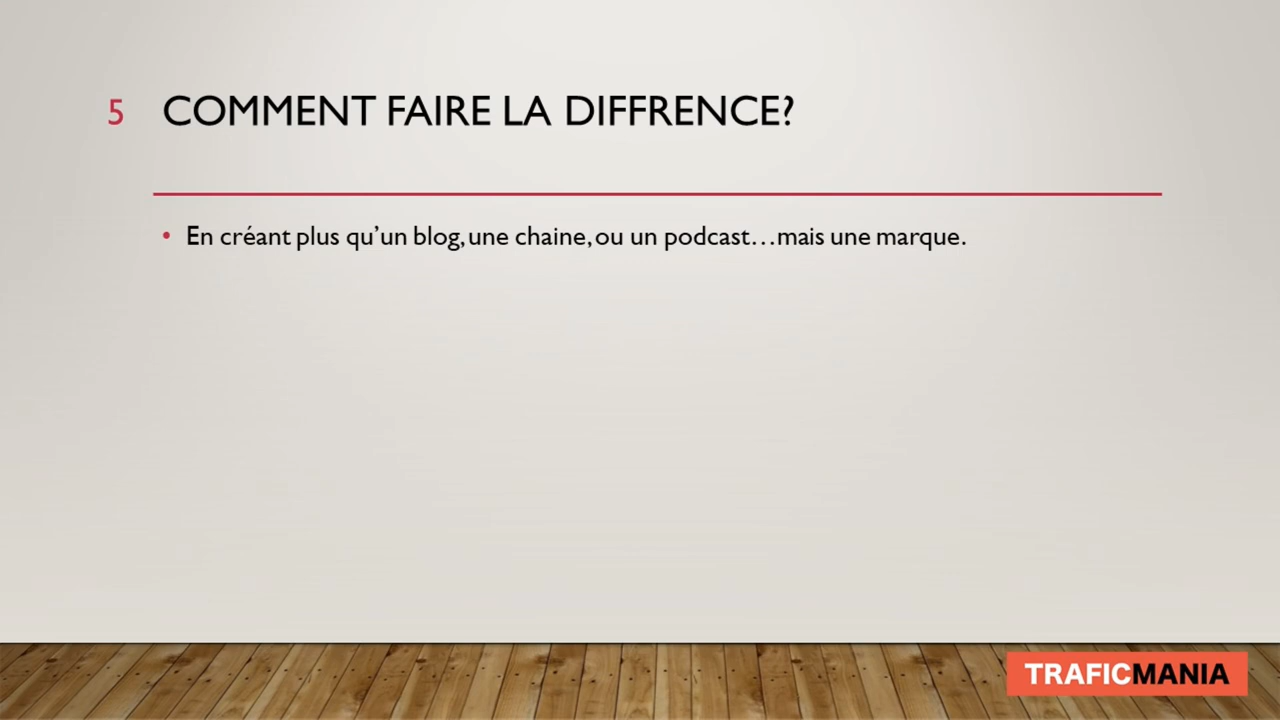 5 COMMENT FAIRE LA DIFFRENCE?
• En créant plus qu’un blog, une chaine, ou un podcast…mais une marque.
TRAFICMANIA